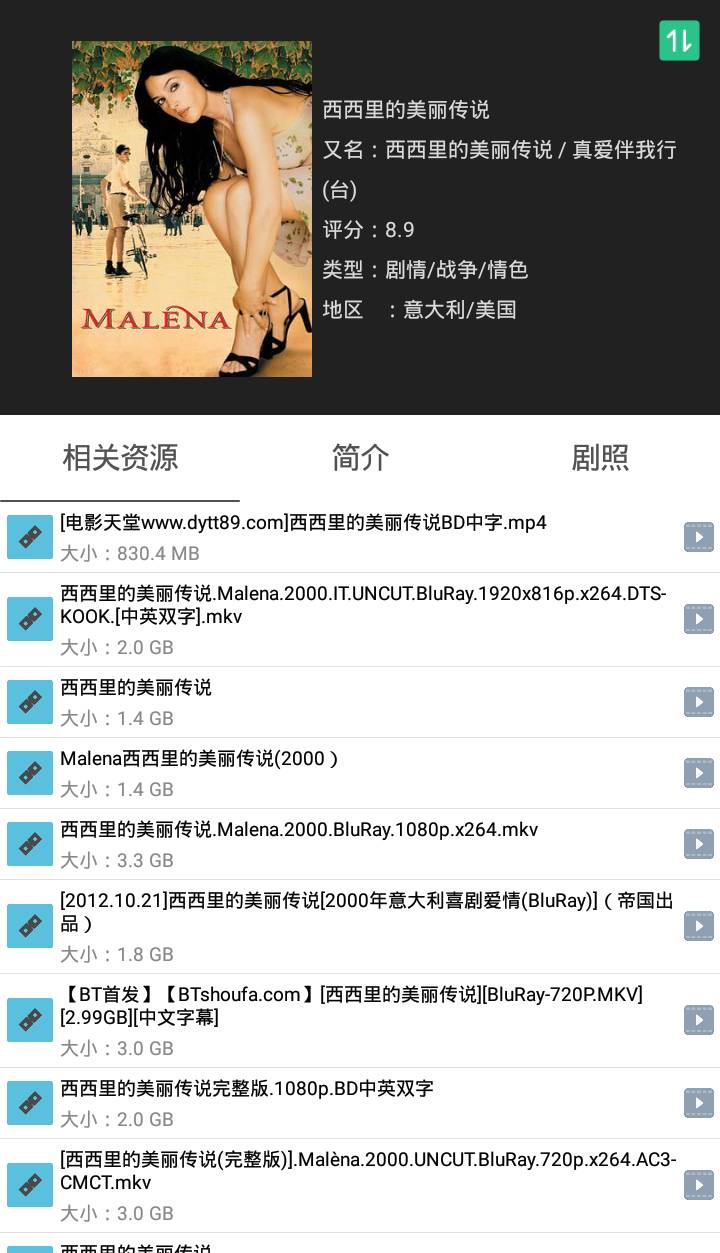 西西里的美丽传说
又名：西西里的美丽传说 / 真爱伴我行
(台)
评分：8.9
类型：剧情/战争/情色
地区　：意大利/美国
MALÈNA
相关资源
简介
剧照
[电影天堂www.dytt89.com]西西里的美丽传说BD中字.mp4
大小：830.4 MB
西西里的美丽传说.Malena.2000.IT.UNCUT.BluRay.1920x816p.x264.DTS-
KOOK.[中英双字].mkv
大小：2.0 GB
西西里的美丽传说
大小：1.4 GB
Malena西西里的美丽传说(2000）
大小：1.4 GB
西西里的美丽传说.Malena.2000.BluRay.1080p.x264.mkv
大小：3.3 GB
[2012.10.21]西西里的美丽传说[2000年意大利喜剧爱情(BluRay)]（帝国出
品）
大小：1.8 GB
【BT首发】【BTshoufa.com】[西西里的美丽传说][BluRay-720P.MKV]
[2.99GB][中文字幕]
大小：3.0 GB
西西里的美丽传说完整版.1080p.BD中英双字
大小：2.0 GB
[西西里的美丽传说(完整版)].Malèna.2000.UNCUT.BluRay.720p.x264.AC3-
CMCT.mkv
大小：3.0 GB
西西里的美丽传说